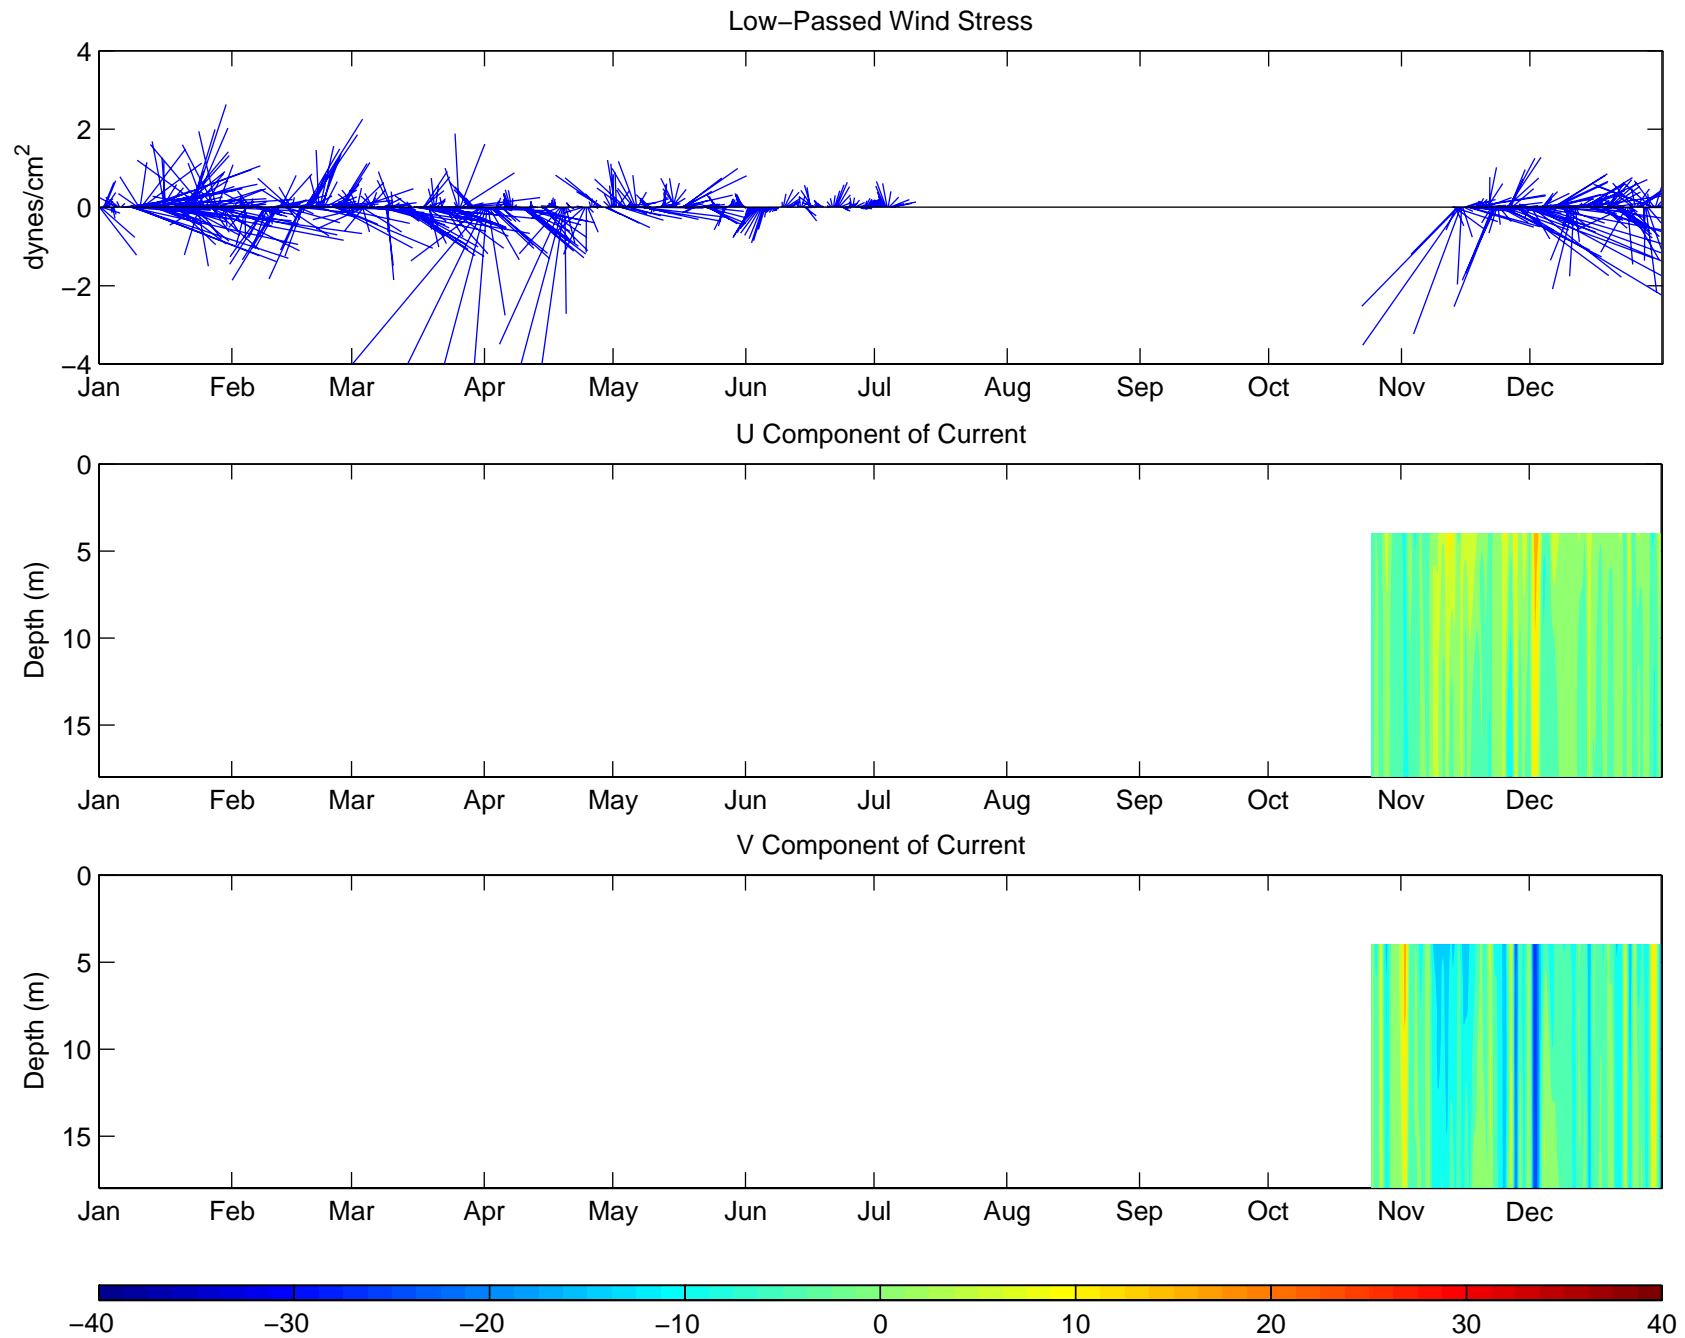 Low−Passed Wind Stress
4
2
0
−2
−4
dynes/cm²
Jan Feb Mar Apr May Jun Jul Aug Sep Oct Nov Dec
U Component of Current
0
5
10
15
Depth (m)
Jan Feb Mar Apr May Jun Jul Aug Sep Oct Nov Dec
V Component of Current
0
5
10
15
Depth (m)
Jan Feb Mar Apr May Jun Jul Aug Sep Oct Nov Dec
−40 −30 −20 −10 0 10 20 30 40